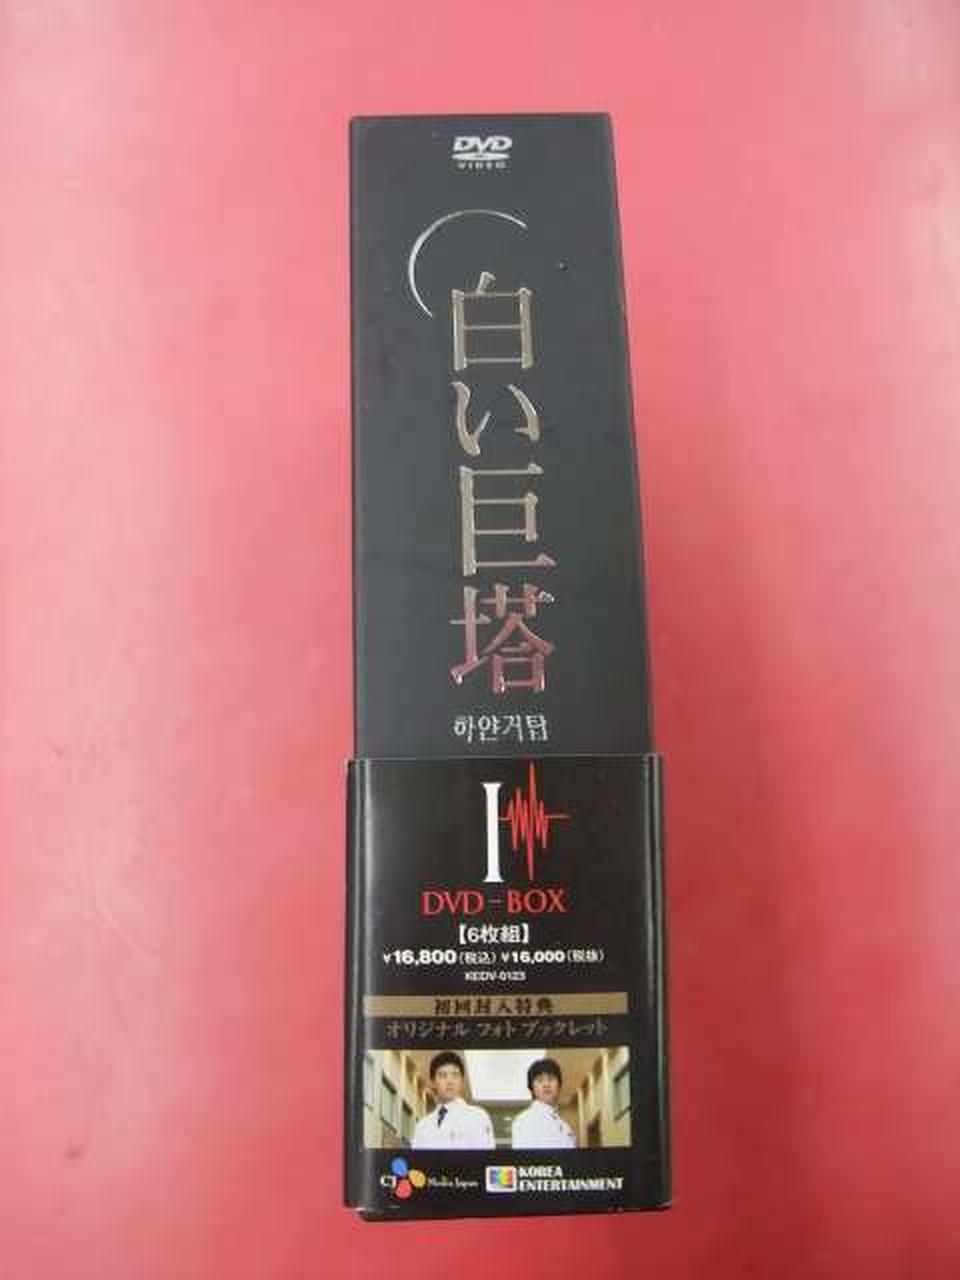 DVD
VIDEO
白い巨塔
하얀거탑
I
DVD-BOX
【6枚組】
¥16,800(税込) ¥16,000(税抜)
KEDV-0123
初回封入特典
オリジナル フォト ブックレット
CJ Media Japan
KOREA
ENTERTAINMENT